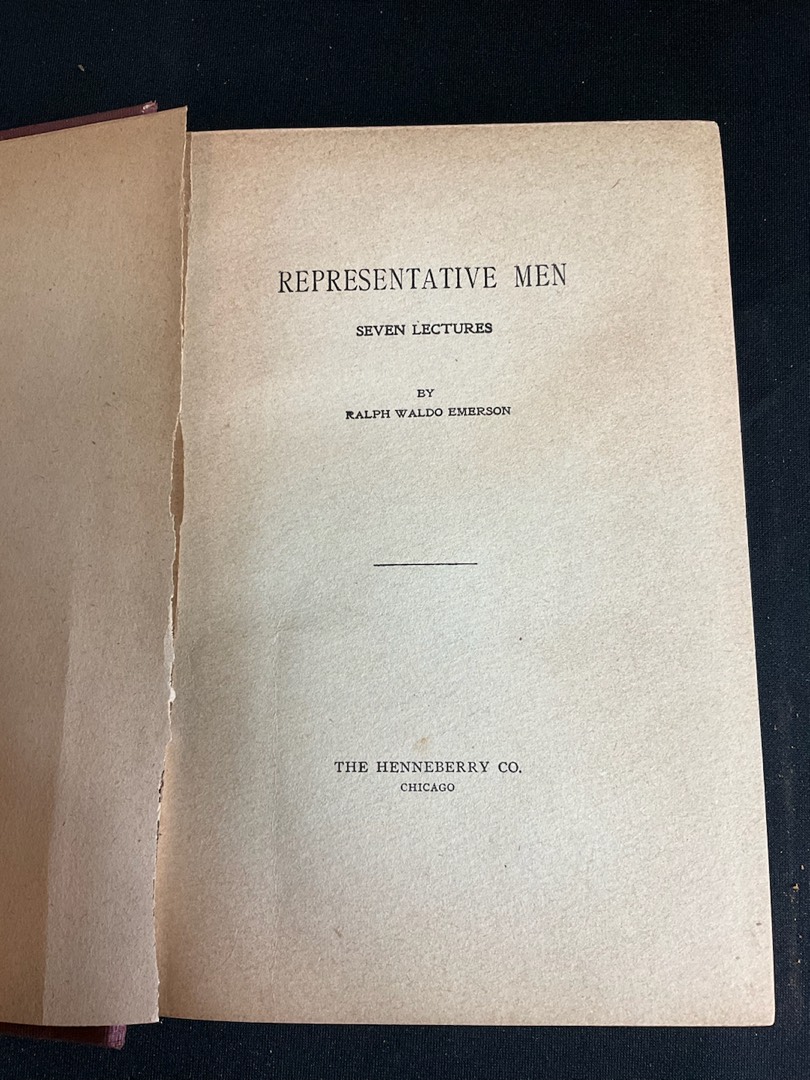 REPRESENTATIVE MEN
SEVEN LECTURES
BY
RALPH WALDO EMERSON
THE HENNEBERRY CO.
CHICAGO